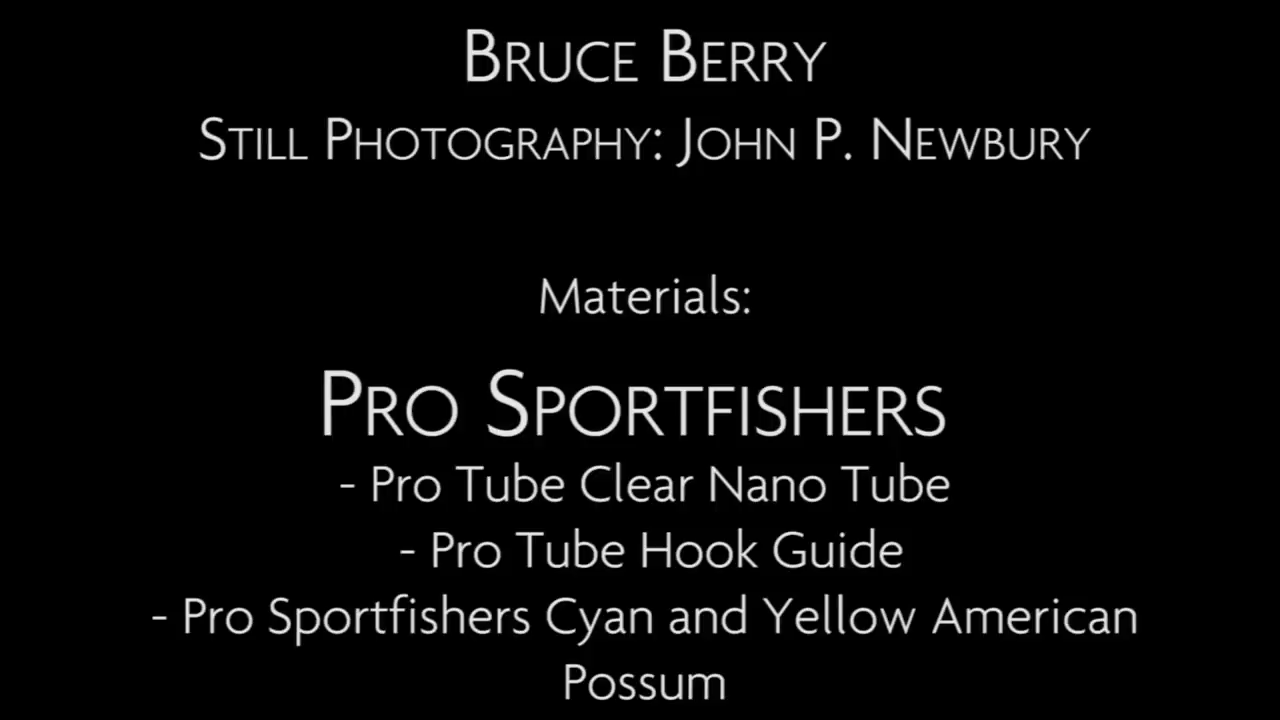 Bruce Berry
Still Photography: John P. Newbury
Materials:
Pro Sportfishers
- Pro Tube Clear Nano Tube
- Pro Tube Hook Guide
- Pro Sportfishers Cyan and Yellow American
Possum